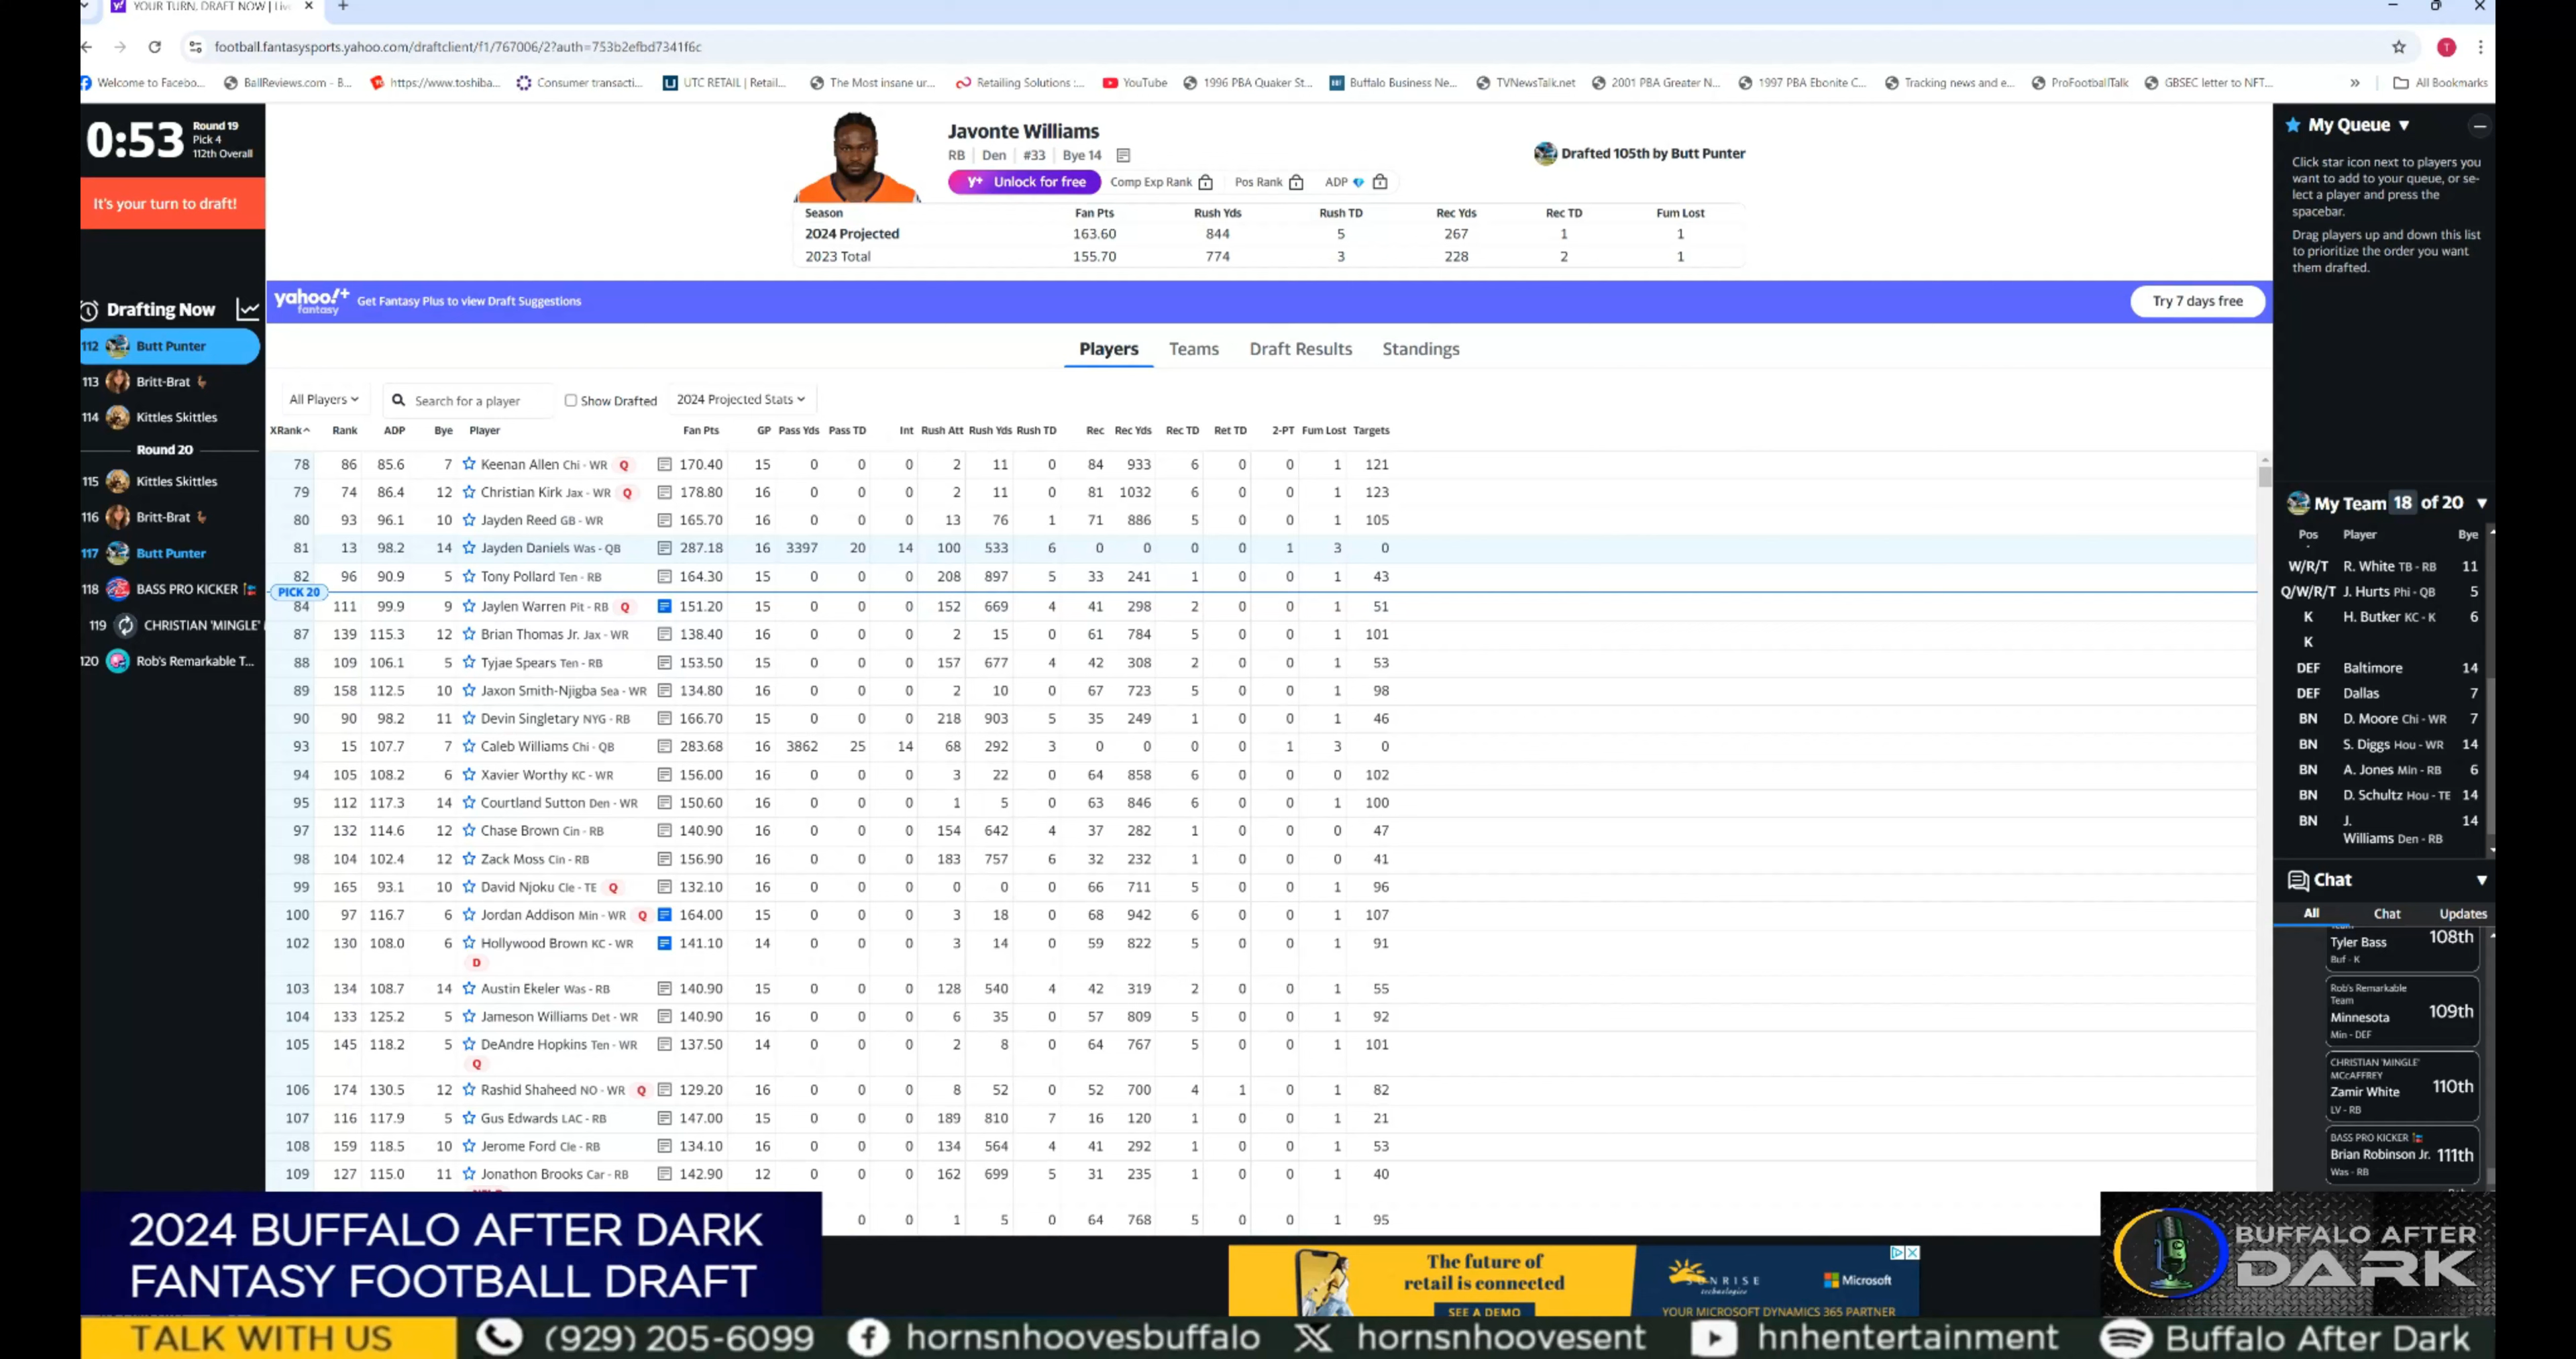 YOUR TURN, DRAFT NOW | Liv
football.fantasysports.yahoo.com/draftclient/f1/767006/2?auth=753b2efbd7341f6c
Welcome to Facebo... BallReviews.com - B... https://www.toshiba... Consumer transacti... UTC RETAIL | Retail... The Most insane ur... Retailing Solutions :... YouTube 1996 PBA Quaker St... Buffalo Business Ne... TVNewsTalk.net 2001 PBA Greater N... 1997 PBA Ebonite C... Tracking news and e... ProFootballTalk GBSEC letter to NFT... » All Bookmarks
0:53
Round 19
Pick 4
112th Overall
It's your turn to draft!
Drafting Now
112 Butt Punter
113 Britt-Brat
114 Kittles Skittles
Round 20
115 Kittles Skittles
116 Britt-Brat
117 Butt Punter
118 BASS PRO KICKER
119 CHRISTIAN 'MINGLE'
120 Rob's Remarkable T...
Javonte Williams
RB | Den | #33 | Bye 14
Y+ Unlock for free Comp Exp Rank Pos Rank ADP
Drafted 105th by Butt Punter
Season Fan Pts Rush Yds Rush TD Rec Yds Rec TD Fum Lost
2024 Projected 163.60 844 5 267 1 1
2023 Total 155.70 774 3 228 2 1
yahoo!+ fantasy Get Fantasy Plus to view Draft Suggestions Try 7 days free
Players Teams Draft Results Standings
All Players Search for a player Show Drafted 2024 Projected Stats
XRank Rank ADP Bye Player Fan Pts GP Pass Yds Pass TD Int Rush Att Rush Yds Rush TD Rec Rec Yds Rec TD Ret TD 2-PT Fum Lost Targets
78 86 85.6 7 Keenan Allen Chi - WR Q 170.40 15 0 0 0 2 11 0 84 933 6 0 0 1 121
79 74 86.4 12 Christian Kirk Jax - WR Q 178.80 16 0 0 0 2 11 0 81 1032 6 0 0 1 123
80 93 96.1 10 Jayden Reed GB - WR 165.70 16 0 0 0 13 76 1 71 886 5 0 0 1 105
81 13 98.2 14 Jayden Daniels Was - QB 287.18 16 3397 20 14 100 533 6 0 0 0 0 1 3 0
82 96 90.9 5 Tony Pollard Ten - RB 164.30 15 0 0 0 208 897 5 33 241 1 0 0 1 43
PICK 20
84 111 99.9 9 Jaylen Warren Pit - RB Q 151.20 15 0 0 0 152 669 4 41 298 2 0 0 1 51
87 139 115.3 12 Brian Thomas Jr. Jax - WR 138.40 16 0 0 0 2 15 0 61 784 5 0 0 1 101
88 109 106.1 5 Tyjae Spears Ten - RB 153.50 15 0 0 0 157 677 4 42 308 2 0 0 1 53
89 158 112.5 10 Jaxon Smith-Njigba Sea - WR 134.80 16 0 0 0 2 10 0 67 723 5 0 0 1 98
90 90 98.2 11 Devin Singletary NYG - RB 166.70 15 0 0 0 218 903 5 35 249 1 0 0 1 46
93 15 107.7 7 Caleb Williams Chi - QB 283.68 16 3862 25 14 68 292 3 0 0 0 0 1 3 0
94 105 108.2 6 Xavier Worthy KC - WR 156.00 16 0 0 0 3 22 0 64 858 6 0 0 0 102
95 112 117.3 14 Courtland Sutton Den - WR 150.60 16 0 0 0 1 5 0 63 846 6 0 0 1 100
97 132 114.6 12 Chase Brown Cin - RB 140.90 16 0 0 0 154 642 4 37 282 1 0 0 0 47
98 104 102.4 12 Zack Moss Cin - RB 156.90 16 0 0 0 183 757 6 32 232 1 0 0 0 41
99 165 93.1 10 David Njoku Cle - TE Q 132.10 16 0 0 0 0 0 0 66 711 5 0 0 1 96
100 97 116.7 6 Jordan Addison Min - WR Q 164.00 15 0 0 0 3 18 0 68 942 6 0 0 1 107
102 130 108.0 6 Hollywood Brown KC - WR 141.10 14 0 0 0 3 14 0 59 822 5 0 0 1 91
D
103 134 108.7 14 Austin Ekeler Was - RB 140.90 15 0 0 0 128 540 4 42 319 2 0 0 1 55
104 133 125.2 5 Jameson Williams Det - WR 140.90 16 0 0 0 6 35 0 57 809 5 0 0 1 92
105 145 118.2 5 DeAndre Hopkins Ten - WR 137.50 14 0 0 0 2 8 0 64 767 5 0 0 1 101
Q
106 174 130.5 12 Rashid Shaheed NO - WR Q 129.20 16 0 0 0 8 52 0 52 700 4 1 0 1 82
107 116 117.9 5 Gus Edwards LAC - RB 147.00 15 0 0 0 189 810 7 16 120 1 0 0 1 21
108 159 118.5 10 Jerome Ford Cle - RB 134.10 16 0 0 0 134 564 4 41 292 1 0 0 1 53
109 127 115.0 11 Jonathon Brooks Car - RB 142.90 12 0 0 0 162 699 5 31 235 1 0 0 1 40
0 0 1 5 0 64 768 5 0 0 1 95
My Queue
Click star icon next to players you
want to add to your queue, or se-
lect a player and press the
spacebar.
Drag players up and down this list
to prioritize the order you want
them drafted.
My Team 18 of 20
Pos Player Bye
W/R/T R. White TB - RB 11
Q/W/R/T J. Hurts Phi - QB 5
K H. Butker KC - K 6
K
DEF Baltimore 14
DEF Dallas 7
BN D. Moore Chi - WR 7
BN S. Diggs Hou - WR 14
BN A. Jones Min - RB 6
BN D. Schultz Hou - TE 14
BN J. 14
Williams Den - RB
Chat
All Chat Updates
Tyler Bass 108th
Buf - K
Rob's Remarkable
Team
Minnesota 109th
Min - DEF
CHRISTIAN 'MINGLE'
MCCAFFREY
Zamir White 110th
LV - RB
BASS PRO KICKER
Brian Robinson Jr. 111th
Was - RB
2024 BUFFALO AFTER DARK
FANTASY FOOTBALL DRAFT
The future of
retail is connected
SEE A DEMO
SUNRISE
technologies
Microsoft
YOUR MICROSOFT DYNAMICS 365 PARTNER
BUFFALO AFTER
DARK
TALK WITH US (929) 205-6099 hornsnhoovesbuffalo hornsnhoovesent hnhentertainment Buffalo After Dark